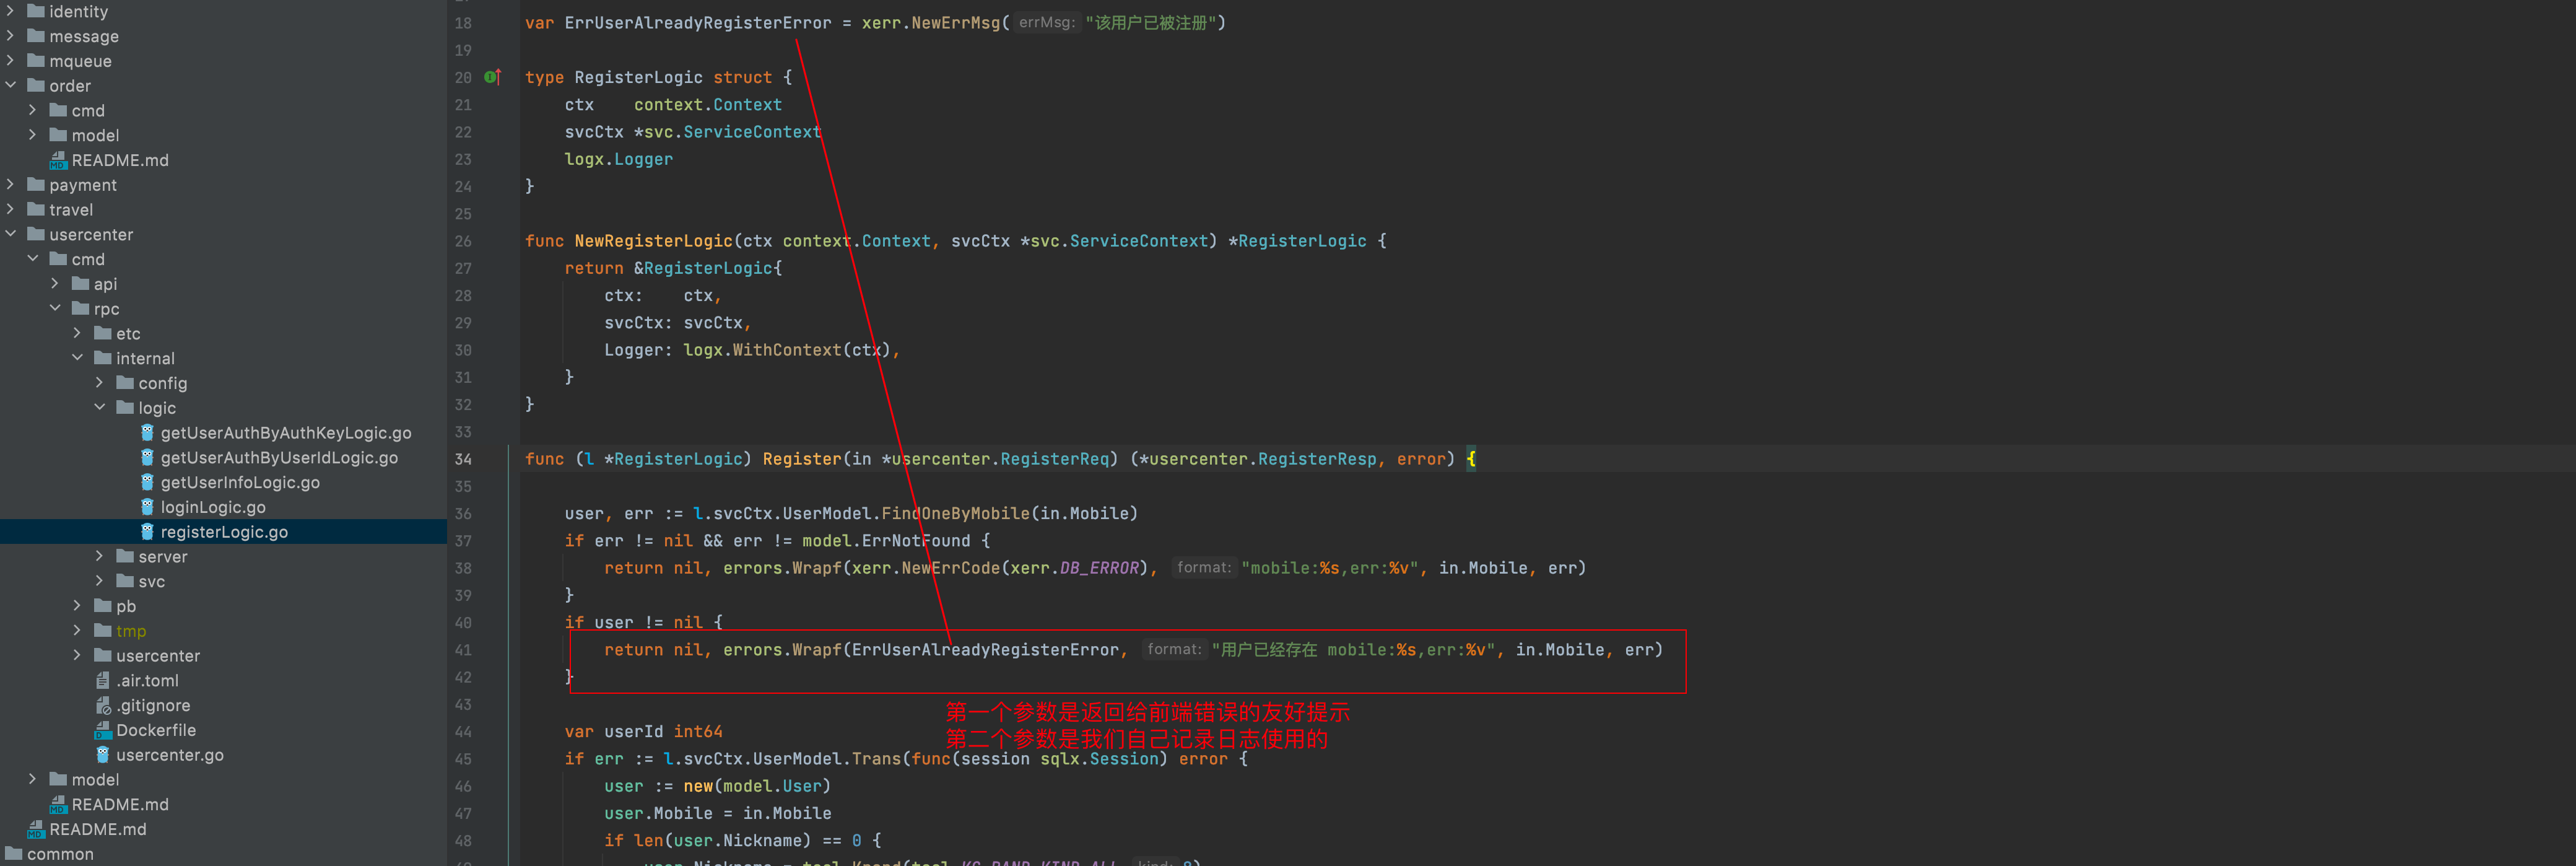 identity
message
mqueue
order
cmd
model
README.md
payment
travel
usercenter
cmd
api
rpc
etc
internal
config
logic
getUserAuthByAuthKeyLogic.go
getUserAuthByUserIdLogic.go
getUserInfoLogic.go
loginLogic.go
registerLogic.go
server
svc
pb
tmp
usercenter
.air.toml
.gitignore
Dockerfile
usercenter.go
model
README.md
README.md
common
18 var ErrUserAlreadyRegisterError = xerr.NewErrMsg( errMsg: "该用户已被注册")
19
20 type RegisterLogic struct {
21 ctx context.Context
22 svcCtx *svc.ServiceContext
23 logx.Logger
24 }
25
26 func NewRegisterLogic(ctx context.Context, svcCtx *svc.ServiceContext) *RegisterLogic {
27 return &RegisterLogic{
28 ctx: ctx,
29 svcCtx: svcCtx,
30 Logger: logx.WithContext(ctx),
31 }
32 }
33
34 func (l *RegisterLogic) Register(in *usercenter.RegisterReq) (*usercenter.RegisterResp, error) {
35
36 user, err := l.svcCtx.UserModel.FindOneByMobile(in.Mobile)
37 if err != nil && err != model.ErrNotFound {
38 return nil, errors.Wrapf(xerr.NewErrCode(xerr.DB_ERROR), format: "mobile:%s,err:%v", in.Mobile, err)
39 }
40 if user != nil {
41 return nil, errors.Wrapf(ErrUserAlreadyRegisterError, format: "用户已经存在 mobile:%s,err:%v", in.Mobile, err)
42 }
43
第一个参数是返回给前端错误的友好提示
44 var userId int64
第二个参数是我们自己记录日志使用的
45 if err := l.svcCtx.UserModel.Trans(func(session sqlx.Session) error {
46 user := new(model.User)
47 user.Mobile = in.Mobile
48 if len(user.Nickname) == 0 {